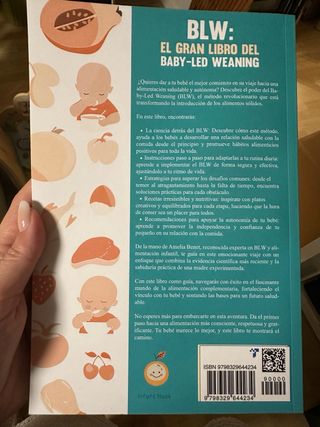 BLW:
EL GRAN LIBRO DEL
BABY-LED WEANING
¿Quieres dar a tu bebé el mejor comienzo en su viaje hacia una
alimentación saludable y autónoma? Descubre el poder del Ba-
by-Led Weaning (BLW), el método revolucionario que está
transformando la introducción de los alimentos sólidos.
En este libro, encontrarás:
• La ciencia detrás del BLW: Descubre cómo este método,
ayuda a los bebés a desarrollar una relación saludable con la
comida desde el principio y promueve hábitos alimenticios
positivos para toda la vida.
• Instrucciones paso a paso para adaptarlas a tu rutina diaria:
aprende a implementar el BLW de forma segura y efectiva,
ajustándolo a tu ritmo de vida.
• Estrategias para superar los desafíos comunes: desde el
temor al atragantamiento hasta la falta de tiempo, encuentra
soluciones prácticas para cada obstáculo.
• Recetas irresistibles y nutritivas: inspírate con platos
creativos y equilibrados para cada etapa, haciendo que la hora
de comer sea un placer para todos.
• Recomendaciones para apoyar la autonomía de tu bebé:
aprende a promover la independencia y confianza de tu
pequeño en su relación con la comida.
De la mano de Amelia Benet, reconocida experta en BLW y ali-
mentación infantil, te guía en este emocionante viaje con un
enfoque que combina la evidencia científica más reciente y la
sabiduría práctica de una madre experimentada.
Con este libro como guía, navegarás con éxito en el fascinante
mundo de la alimentación complementaria, fortaleciendo el
vínculo con tu bebé y sentando las bases para un futuro saluda-
ble.
No esperes más para embarcarte en esta aventura. Da el primer
paso hacia una alimentación más consciente, respetuosa y grati-
ficante. Tu bebé merece lo mejor, y este libro te mostrará el
camino.
ISBN 9798329644234
90000
9 798329 644234